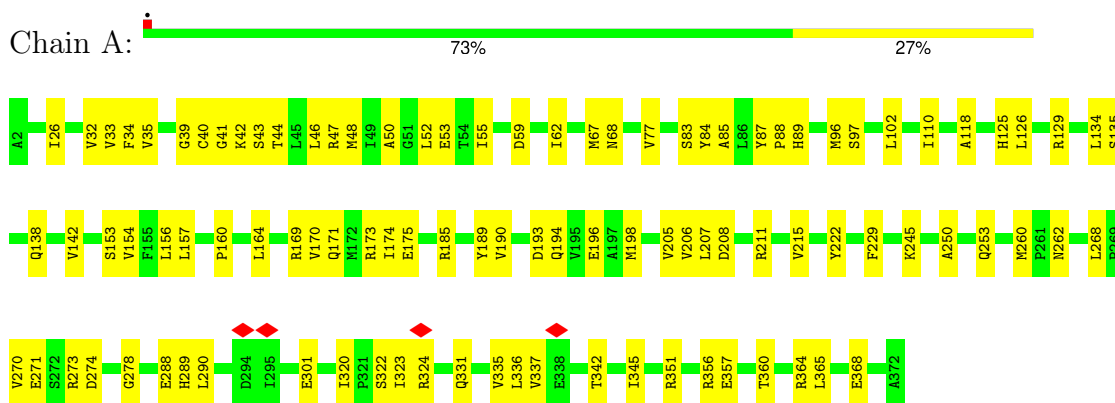 Chain A:
73% 27%
A2 I26 V32 V33 F34 V35 G39 C40 G41 K42 S43 T44 L45 L46 R47 M48 I49 A50 G51 L52 E53 T54 I55 D59 I62 M67 N68 V77 S83 Y84 A85 L86 Y87 P88 H89 M96 S97 L102 I110 A118 H125 L126 R129 L134 S135
Q138 V142 S153 V154 F155 L156 L157 P160 L164 R169 V170 Q171 M172 R173 I174 E175 R185 Y189 V190 D193 Q194 V195 E196 A197 M198 V205 V206 L207 D208 R211 V215 Y222 F229 K245 A250 Q253 M260 P261 N262 L268 R269
V270 E271 S272 R273 D274 G278 E288 H289 L290 D294 I295 E301 I320 P321 S322 I323 R324 Q331 V335 L336 V337 E338 T342 I345 R351 R356 E357 T360 R364 L365 E368 A372